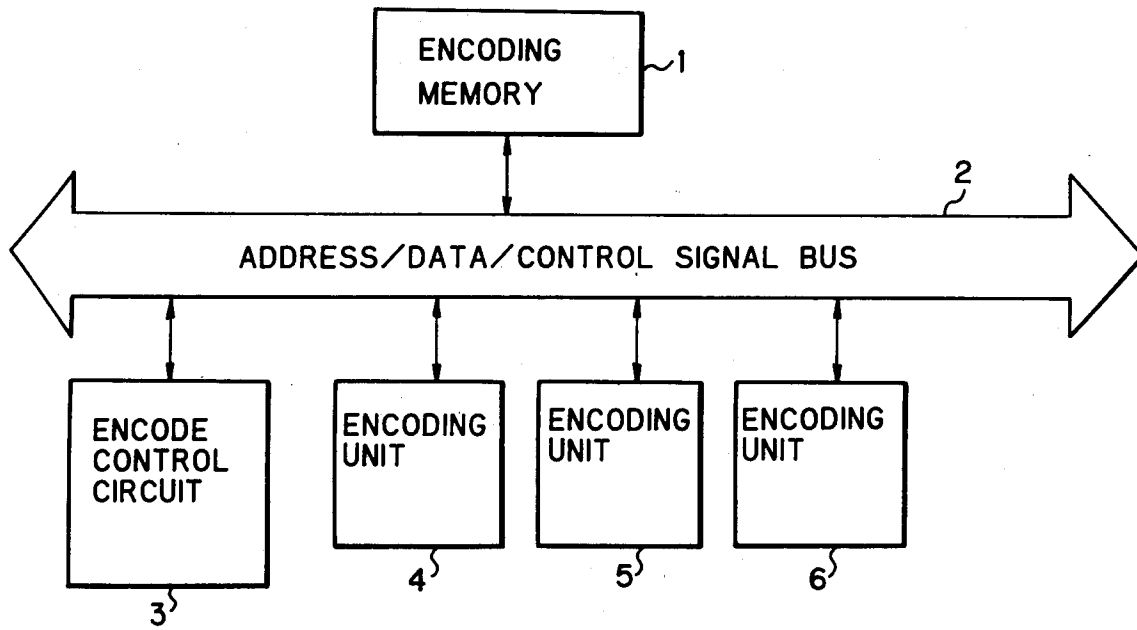 ENCODING
MEMORY
1
2
ADDRESS/DATA/CONTROL SIGNAL BUS
ENCODE
CONTROL
CIRCUIT
3
ENCODING
UNIT
4
ENCODING
UNIT
5
ENCODING
UNIT
6